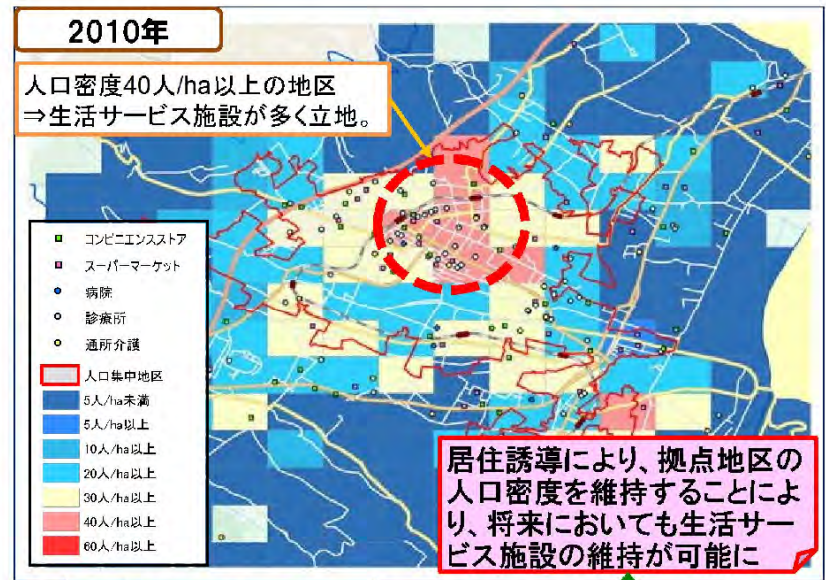 2010年
人口密度40人/ha以上の地区
⇒生活サービス施設が多く立地。
コンビニエンスストア
スーパーマーケット
病院
診療所
通所介護
人口集中地区
5人/ha未満
5人/ha以上
10人/ha以上
20人/ha以上
30人/ha以上
40人/ha以上
60人/ha以上
居住誘導により、拠点地区の
人口密度を維持することによ
り、将来においても生活サー
ビス施設の維持が可能に